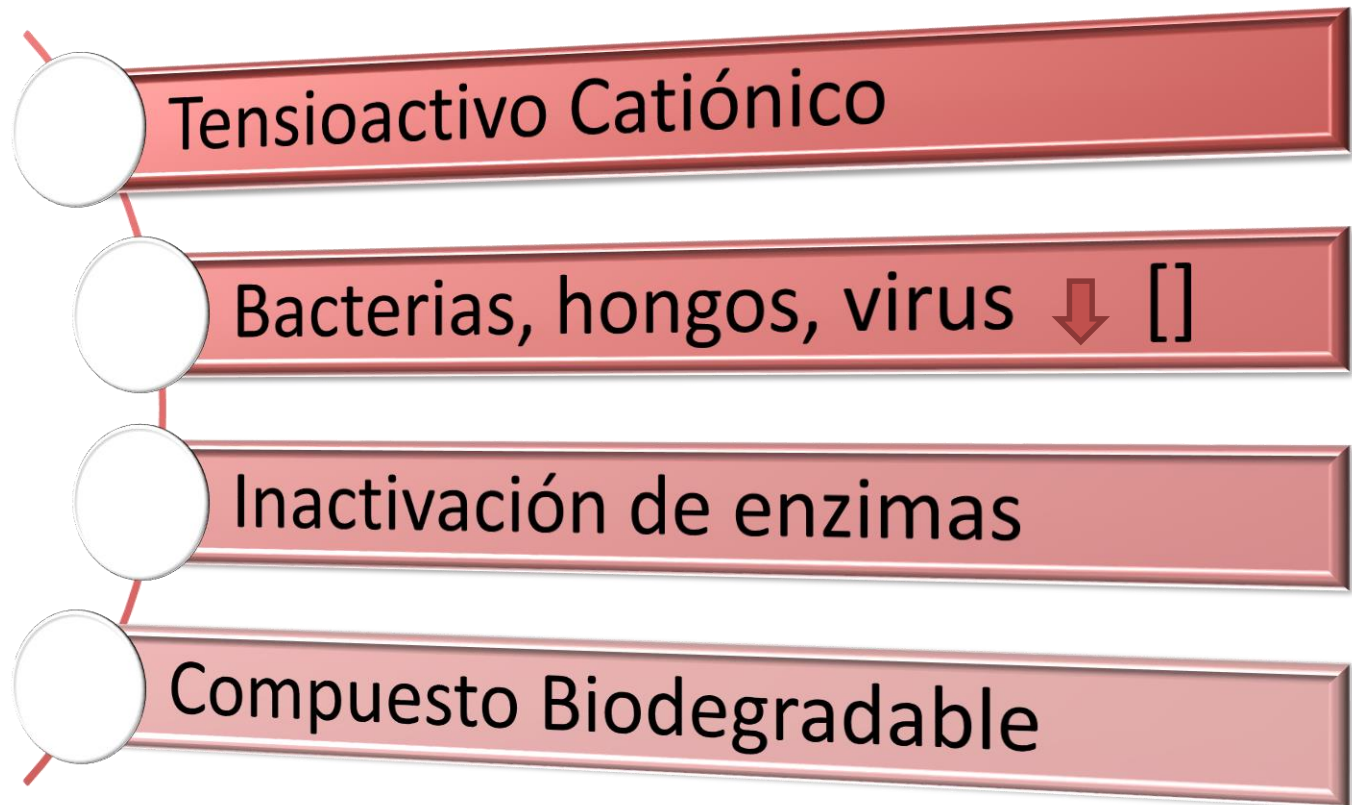 Tensioactivo Catiónico
Bacterias, hongos, virus []
Inactivación de enzimas
Compuesto Biodegradable